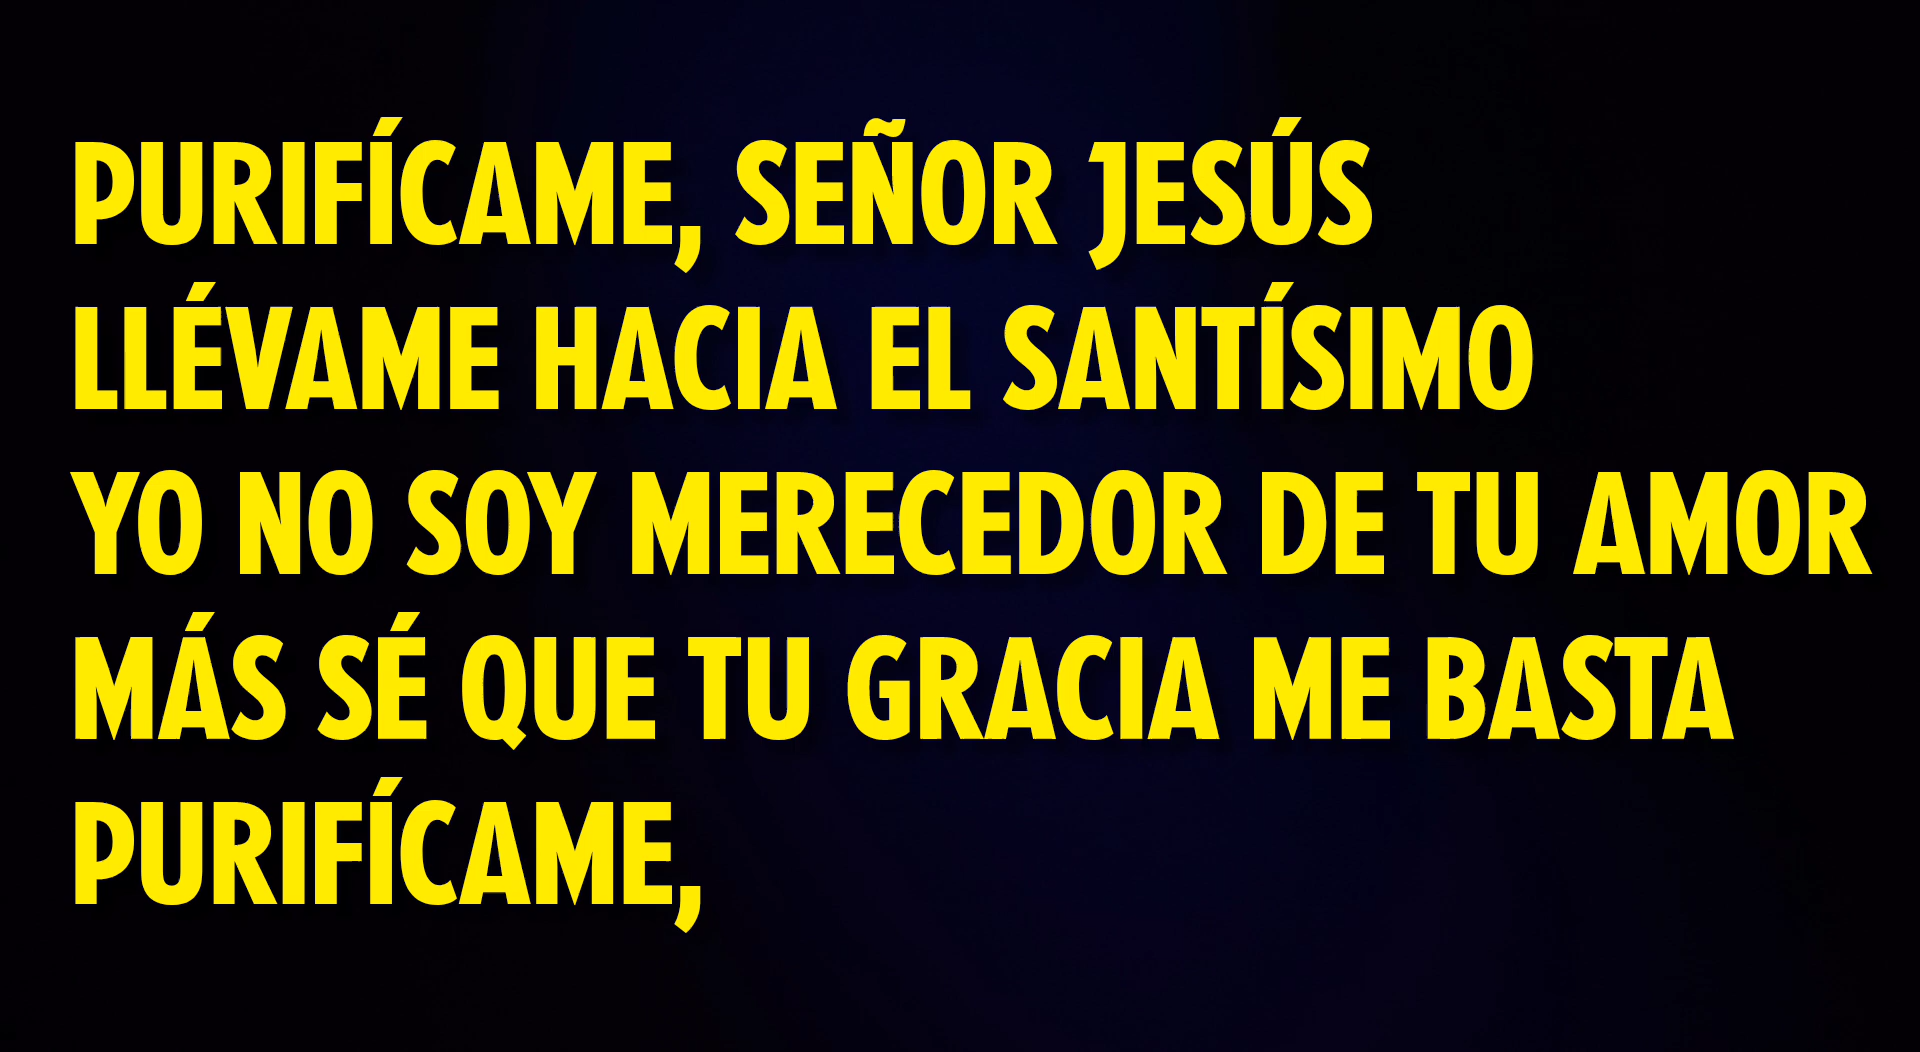 PURIFÍCAME, SEÑOR JESÚS
LLÉVAME HACIA EL SANTÍSIMO
YO NO SOY MERECEDOR DE TU AMOR
MÁS SÉ QUE TU GRACIA ME BASTA
PURIFÍCAME,